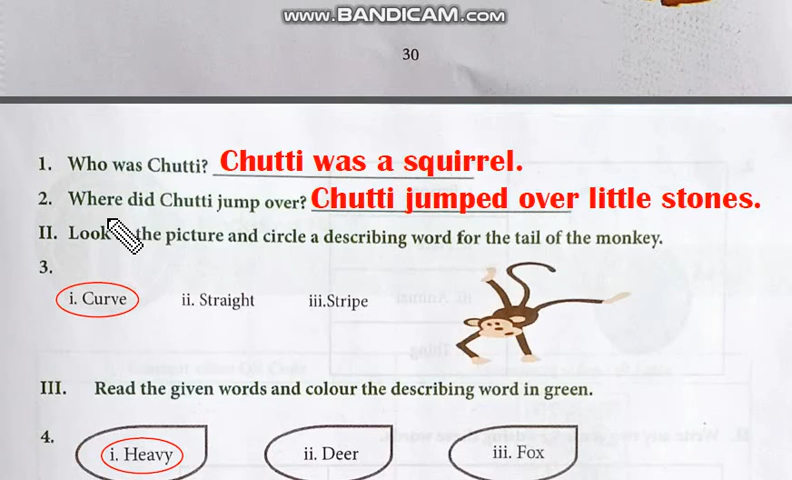 www.BANDICAM.com
30
1. Who was Chutti? Chutti was a squirrel.
2. Where did Chutti jump over? Chutti jumped over little stones.
II. Look the picture and circle a describing word for the tail of the monkey.
3.
i. Curve ii. Straight iii.Stripe
III. Read the given words and colour the describing word in green.
4.
i. Heavy ii. Deer iii. Fox